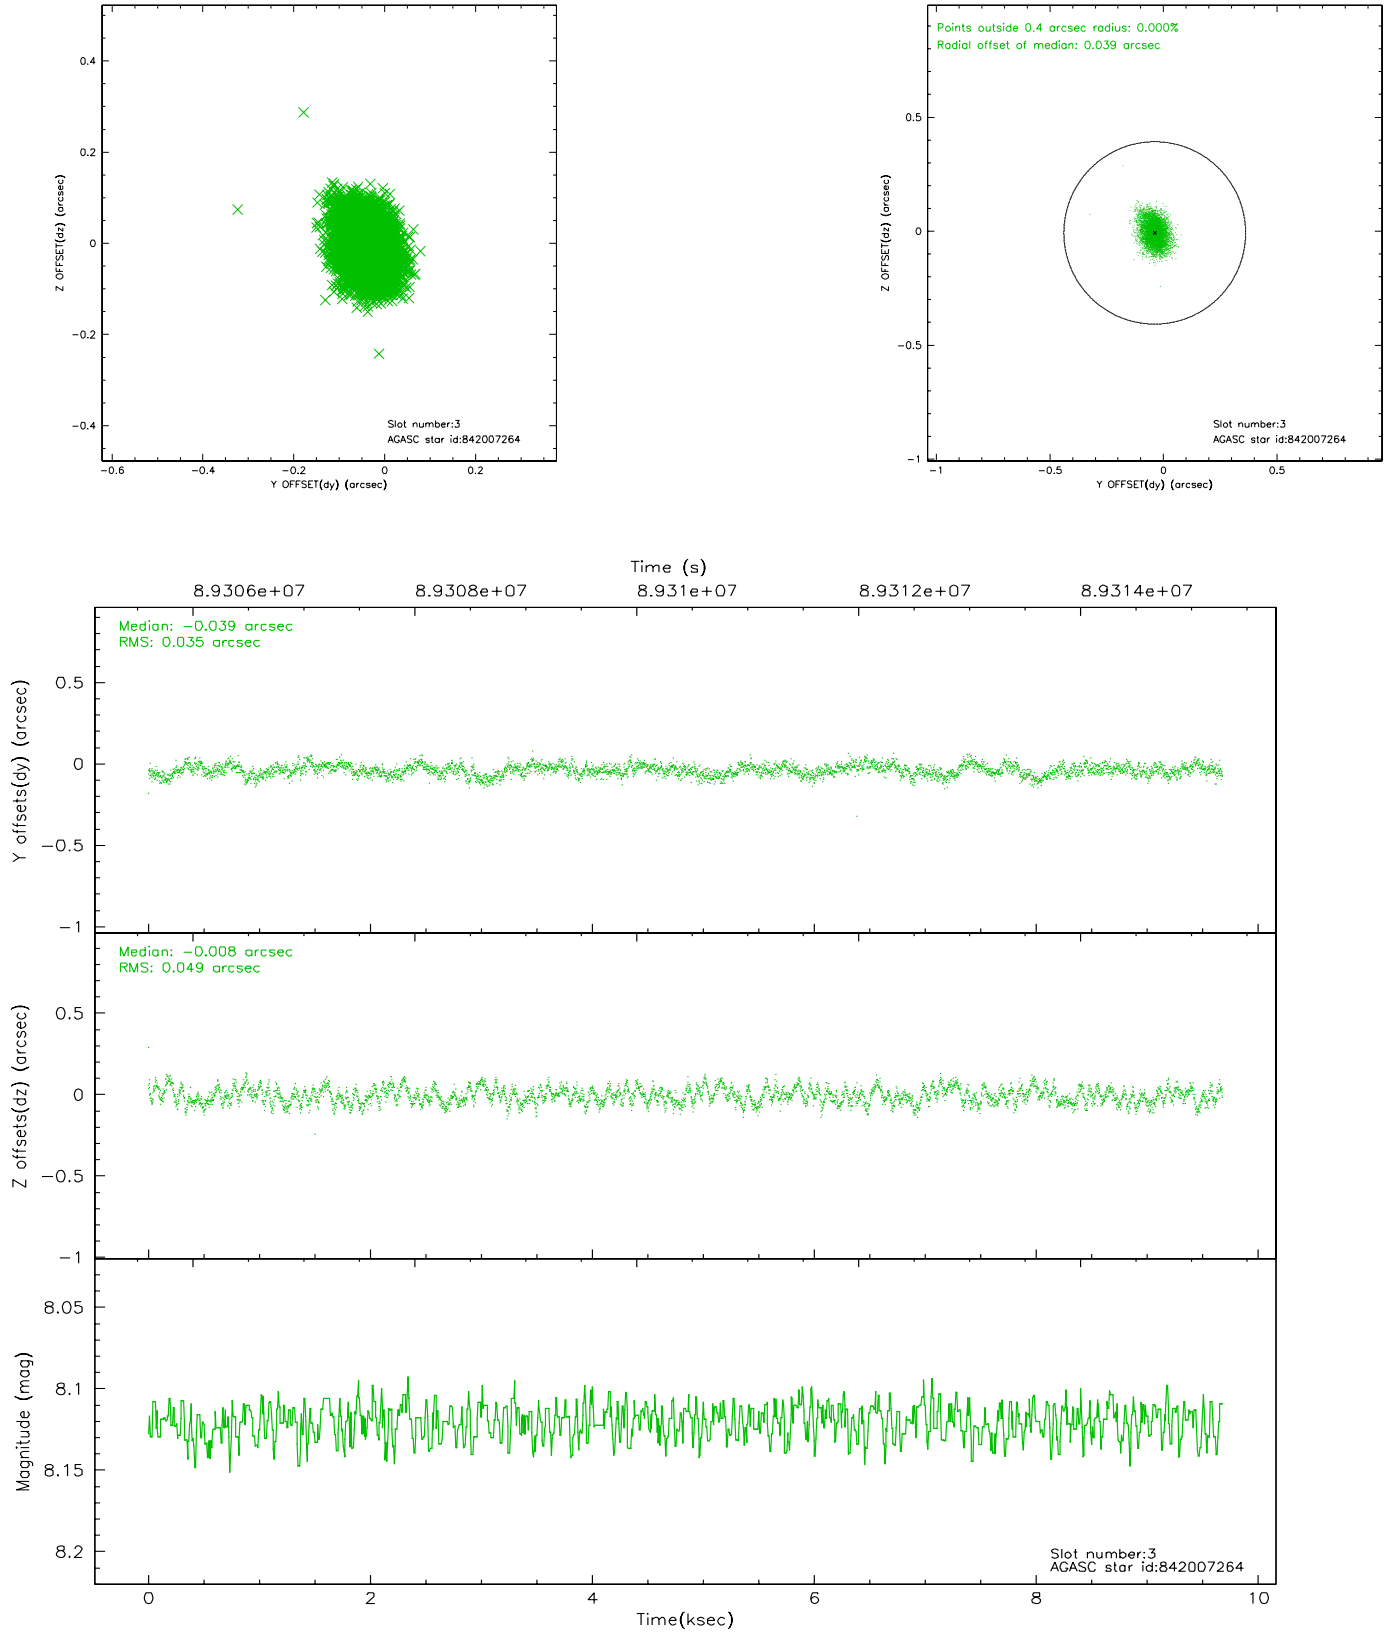 0.4
0.2
0
-0.2
-0.4
Z OFFSET(dz) (arcsec)
Slot number:3
AGASC star id:842007264
-0.6 -0.4 -0.2 0 0.2
Y OFFSET(dy) (arcsec)
Points outside 0.4 arcsec radius: 0.000%
Radial offset of median: 0.039 arcsec
0.5
0
-0.5
-1
Z OFFSET(dz) (arcsec)
Slot number:3
AGASC star id:842007264
-1 -0.5 0 0.5
Y OFFSET(dy) (arcsec)
Time (s)
8.9306e+07 8.9308e+07 8.931e+07 8.9312e+07 8.9314e+07
Median: -0.039 arcsec
RMS: 0.035 arcsec
0.5
0
-0.5
-1
Y offsets(dy) (arcsec)
Median: -0.008 arcsec
RMS: 0.049 arcsec
0.5
0
-0.5
-1
Z offsets(dz) (arcsec)
8.05
8.1
8.15
8.2
Magnitude (mag)
Slot number:3
AGASC star id:842007264
0 2 4 6 8 10
Time(ksec)